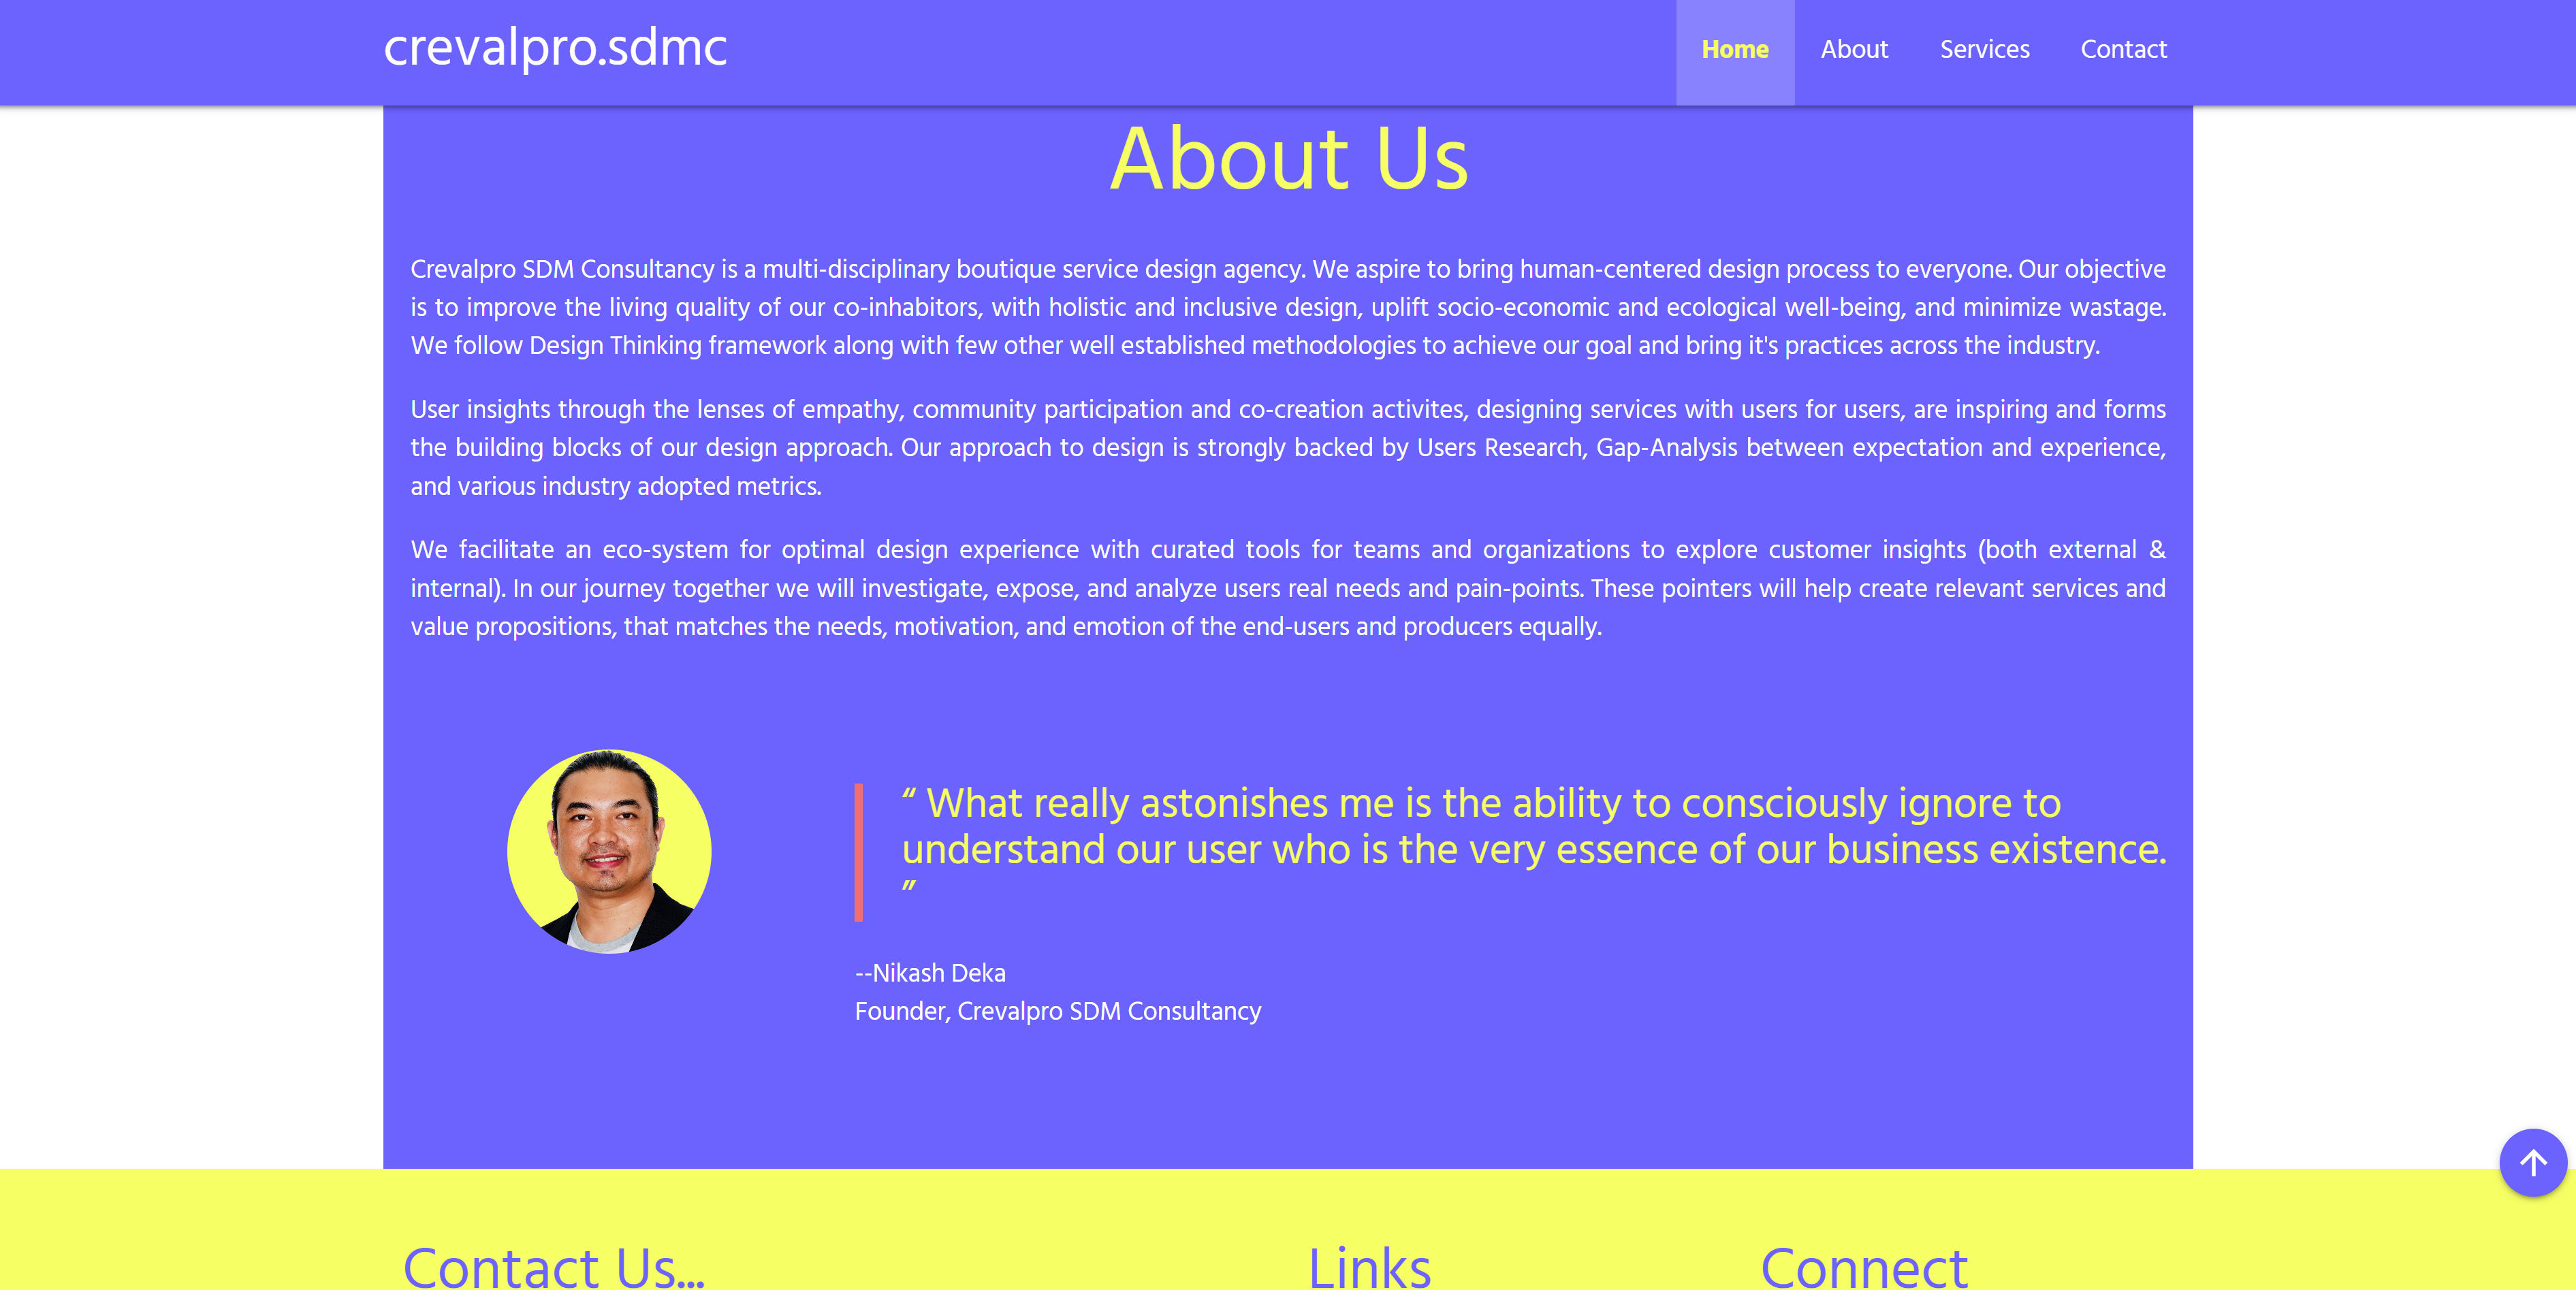 crevalpro.sdmc
Home About Services Contact
About Us
Crevalpro SDM Consultancy is a multi-disciplinary boutique service design agency. We aspire to bring human-centered design process to everyone. Our objective
is to improve the living quality of our co-inhabitors, with holistic and inclusive design, uplift socio-economic and ecological well-being, and minimize wastage.
We follow Design Thinking framework along with few other well established methodologies to achieve our goal and bring it's practices across the industry.
User insights through the lenses of empathy, community participation and co-creation activites, designing services with users for users, are inspiring and forms
the building blocks of our design approach. Our approach to design is strongly backed by Users Research, Gap-Analysis between expectation and experience,
and various industry adopted metrics.
We facilitate an eco-system for optimal design experience with curated tools for teams and organizations to explore customer insights (both external &
internal). In our journey together we will investigate, expose, and analyze users real needs and pain-points. These pointers will help create relevant services and
value propositions, that matches the needs, motivation, and emotion of the end-users and producers equally.
“ What really astonishes me is the ability to consciously ignore to
understand our user who is the very essence of our business existence.
”
--Nikash Deka
Founder, Crevalpro SDM Consultancy
Contact Us... Links Connect